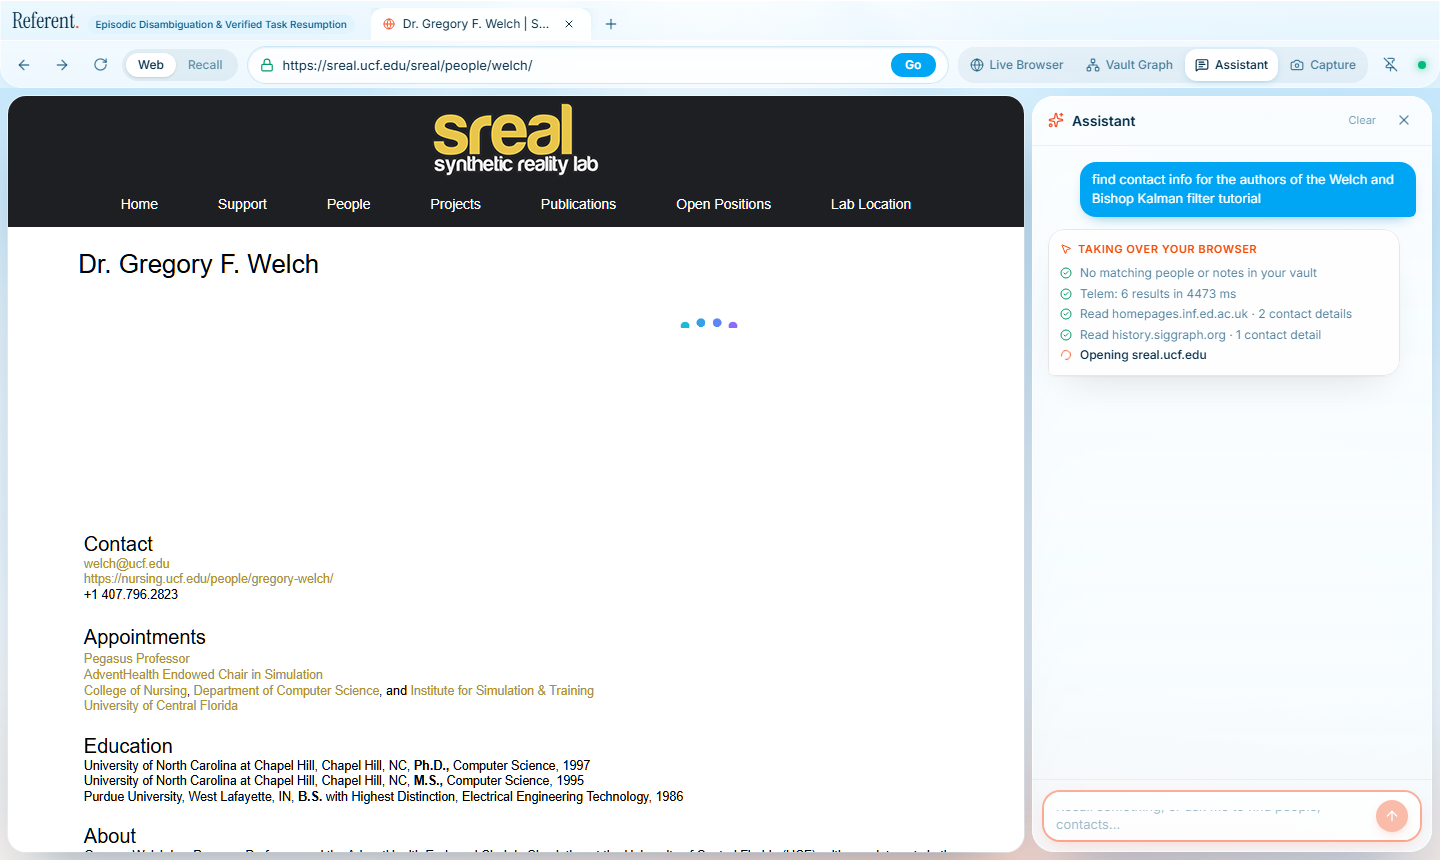 Referent.
Episodic Disambiguation & Verified Task Resumption
Dr. Gregory F. Welch | S...
Web
Recall
https://sreal.ucf.edu/sreal/people/welch/
Go
Live Browser
Vault Graph
Assistant
Capture
sreal
synthetic reality lab
Home
Support
People
Projects
Publications
Open Positions
Lab Location
Dr. Gregory F. Welch
Contact
welch@ucf.edu
https://nursing.ucf.edu/people/gregory-welch/
+1 407.796.2823
Appointments
Pegasus Professor
AdventHealth Endowed Chair in Simulation
College of Nursing, Department of Computer Science, and Institute for Simulation & Training
University of Central Florida
Education
University of North Carolina at Chapel Hill, Chapel Hill, NC, Ph.D., Computer Science, 1997
University of North Carolina at Chapel Hill, Chapel Hill, NC, M.S., Computer Science, 1995
Purdue University, West Lafayette, IN, B.S. with Highest Distinction, Electrical Engineering Technology, 1986
About
Assistant
Clear
find contact info for the authors of the Welch and
Bishop Kalman filter tutorial
TAKING OVER YOUR BROWSER
No matching people or notes in your vault
Telem: 6 results in 4473 ms
Read homepages.inf.ed.ac.uk · 2 contact details
Read history.siggraph.org · 1 contact detail
Opening sreal.ucf.edu
contacts...